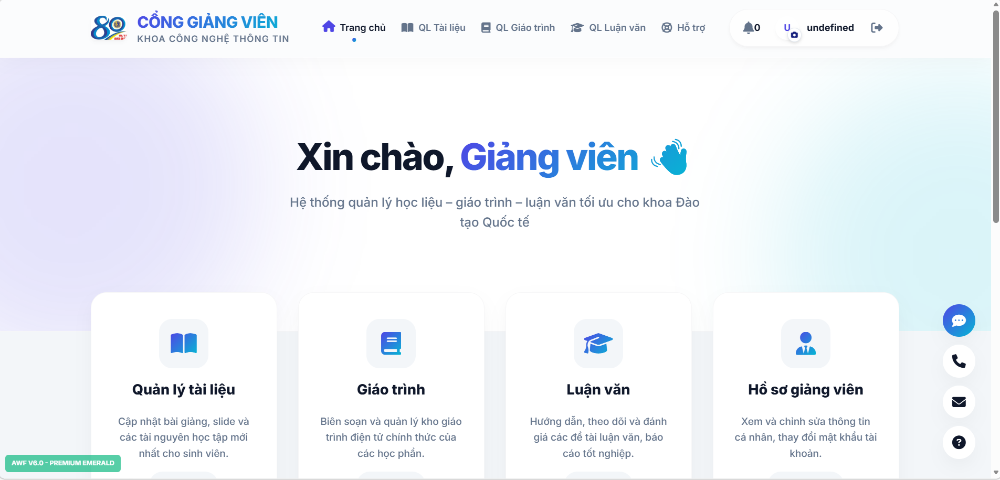 80
CỔNG GIẢNG VIÊN
KHOA CÔNG NGHỆ THÔNG TIN
Trang chủ
QL Tài liệu
QL Giáo trình
QL Luận văn
Hỗ trợ
0
U
undefined
Xin chào, Giảng viên
Hệ thống quản lý học liệu – giáo trình – luận văn tối ưu cho khoa Đào
tạo Quốc tế
Quản lý tài liệu
Cập nhật bài giảng, slide và
các tài nguyên học tập mới
nhất cho sinh viên.
Giáo trình
Biên soạn và quản lý kho giáo
trình điện tử chính thức của
các học phần.
Luận văn
Hướng dẫn, theo dõi và đánh
giá các đề tài luận văn, báo
cáo tốt nghiệp.
Hồ sơ giảng viên
Xem và chỉnh sửa thông tin
cá nhân, thay đổi mật khẩu tài
khoản.
AWF V6.0 - PREMIUM EMERALD